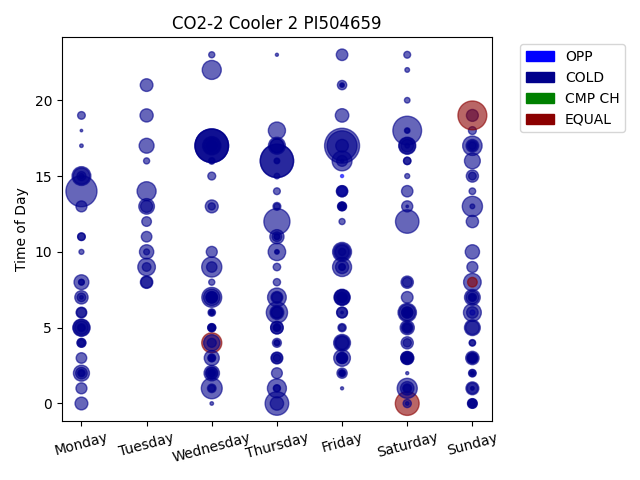 CO2-2 Cooler 2 PI504659
OPP
COLD
CMP CH
EQUAL
Time of Day
20
15
10
5
0
Monday
Tuesday
Wednesday
Thursday
Friday
Saturday
Sunday